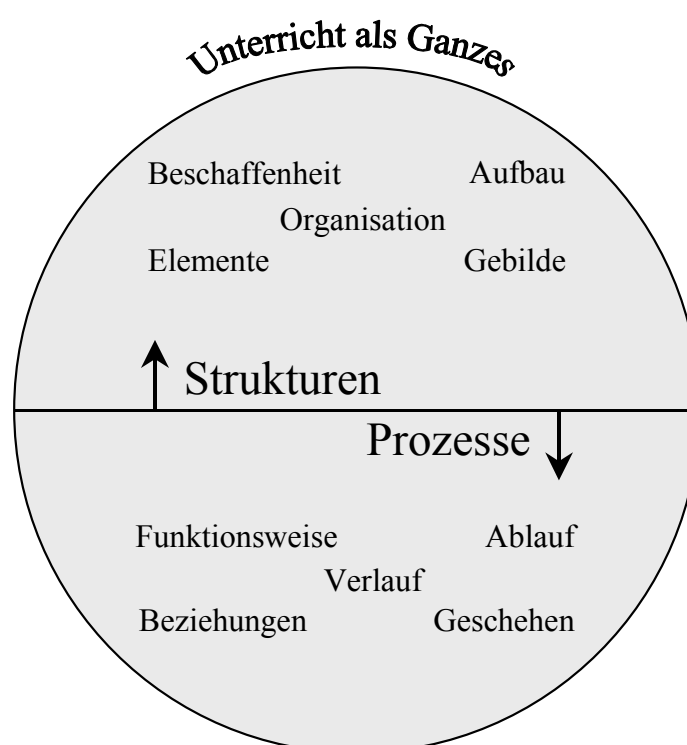 Unterricht als Ganzes
Beschaffenheit Aufbau
Organisation
Elemente Gebilde
Strukturen
Prozesse
Funktionsweise Ablauf
Verlauf
Beziehungen Geschehen